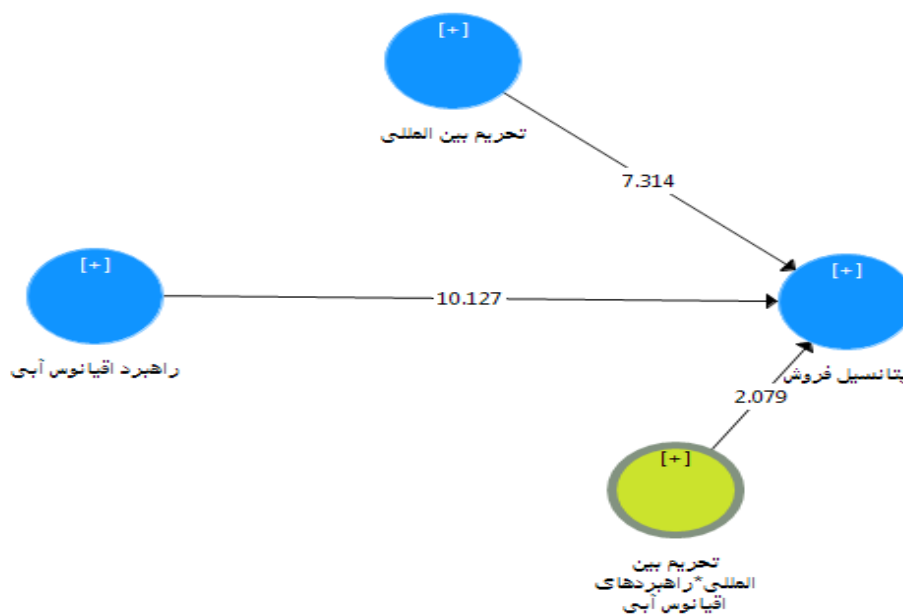 [+]
تحریم بین المللی
7.314
[+]
راهبرد اقیانوس آبی
10.127
[+]
پتانسیل فروش
2.079
[+]
تحریم بین
المللی*راهبردهای
اقیانوس آبی